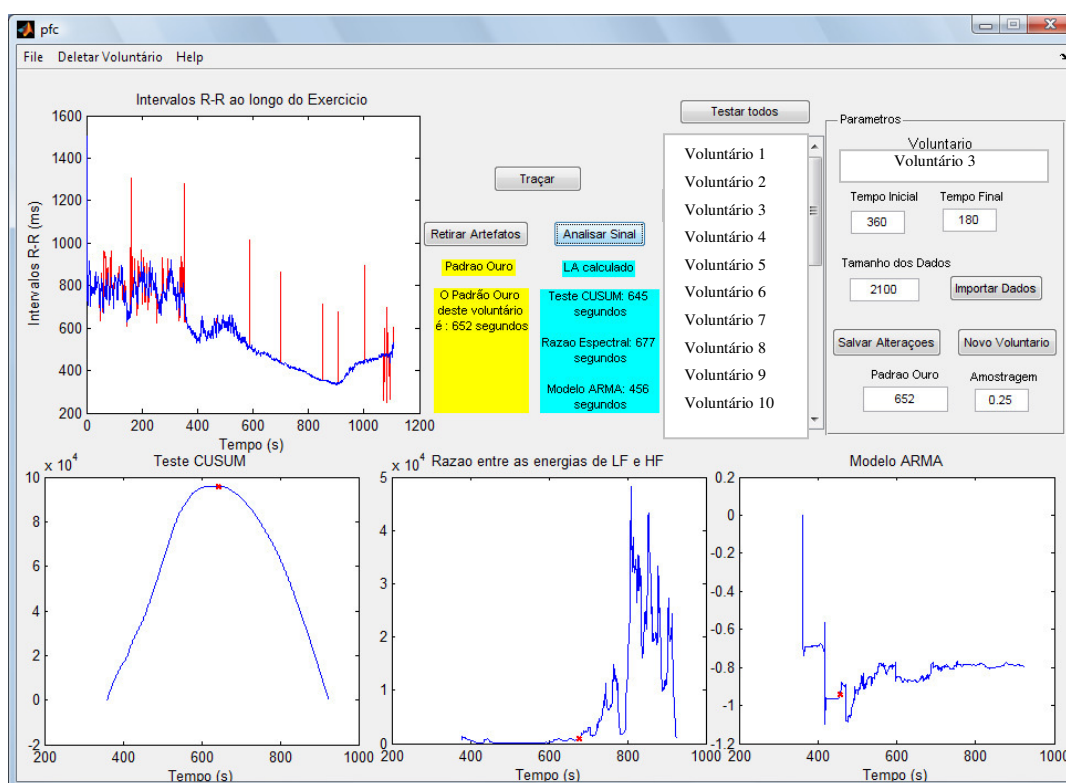 pfc
File Deletar Voluntário Help
Intervalos R-R ao longo do Exercicio
1600
1400
1200
1000
800
600
400
200
Intervalos R-R (ms)
0 200 400 600 800 1000 1200
Tempo (s)
Traçar
Retirar Artefatos
Analisar Sinal
Padrao Ouro
O Padrão Ouro
deste voluntário
é : 652 segundos
LA calculado
Teste CUSUM: 645
segundos
Razao Espectral: 677
segundos
Modelo ARMA: 456
segundos
Testar todos
Voluntário 1
Voluntário 2
Voluntário 3
Voluntário 4
Voluntário 5
Voluntário 6
Voluntário 7
Voluntário 8
Voluntário 9
Voluntário 10
Parametros
Voluntario
Voluntário 3
Tempo Inicial
Tempo Final
360
180
Tamanho dos Dados
2100
Importar Dados
Salvar Alteraçoes
Novo Voluntario
Padrao Ouro
Amostragem
652
0.25
Teste CUSUM
x 10^4
10
8
6
4
2
0
-2
200 400 600 800 1000
Tempo (s)
Razao entre as energias de LF e HF
x 10^4
5
4
3
2
1
0
200 400 600 800 1000
Tempo (s)
Modelo ARMA
0.2
0
-0.2
-0.4
-0.6
-0.8
-1
-1.2
200 400 600 800 1000
Tempo (s)